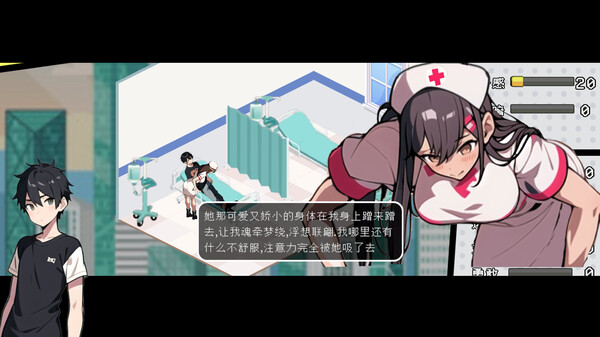 感 20
0
她那可爱又娇小的身体在我身上蹭来蹭
去,让我魂牵梦绕,浮想联翩.我哪里还有
什么不舒服,注意力完全被她吸了去
0
0
0